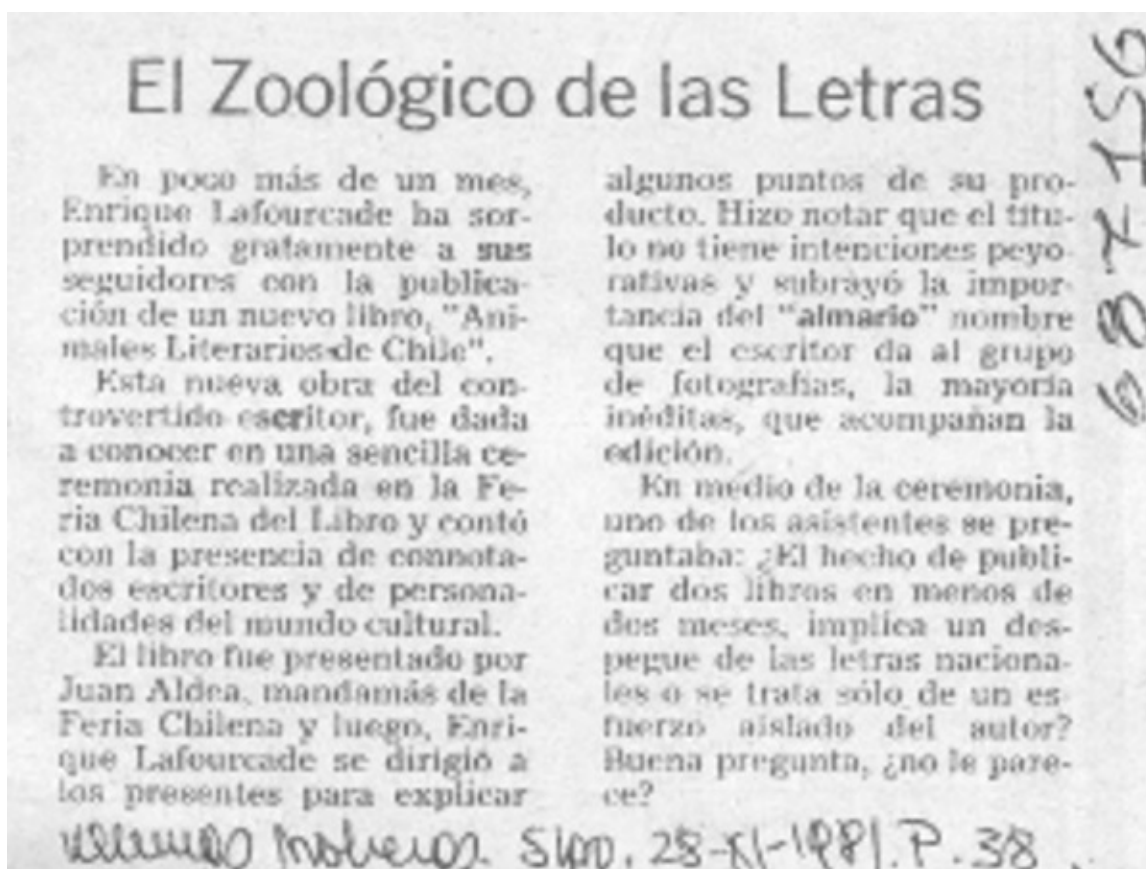 El Zoológico de las Letras
En poco más de un mes,
Enrique Lafourcade ha sor-
prendido gratamente a sus
seguidores con la publica-
ción de un nuevo libro, "Ani-
males Literarios de Chile".
Esta nueva obra del con-
trovertido escritor, fue dada
a conocer en una sencilla ce-
remonia realizada en la Fe-
ria Chilena del Libro y contó
con la presencia de connota-
dos escritores y de persona-
lidades del mundo cultural.
El libro fue presentado por
Juan Aldea, mandamás de la
Feria Chilena y luego, Enri-
que Lafourcade se dirigió a
los presentes para explicar
algunos puntos de su pro-
ducto. Hizo notar que el títu-
lo no tiene intenciones peyo-
rativas y subrayó la impor-
tancia del "almario" nombre
que el escritor da al grupo
de fotografías, la mayoría
inéditas, que acompañan la
edición.
En medio de la ceremonia,
uno de los asistentes se pre-
guntaba: ¿El hecho de publi-
car dos libros en menos de
dos meses, implica un des-
pegue de las letras naciona-
les o se trata sólo de un es-
fuerzo aislado del autor?
Buena pregunta, ¿no le pare-
ce?
Stgo. 28-XI-1981. P. 38